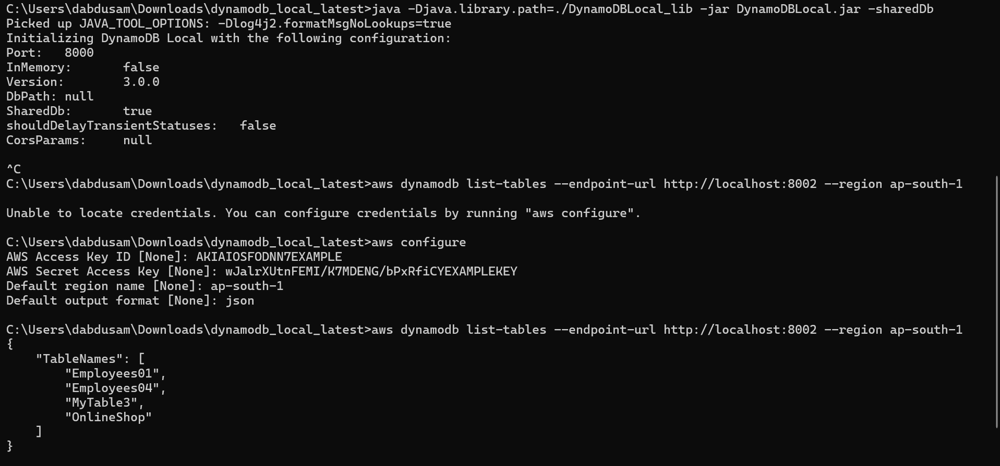 C:\Users\dabdusam\Downloads\dynamodb_local_latest>java -Djava.library.path=./DynamoDBLocal_lib -jar DynamoDBLocal.jar -sharedDb
Picked up JAVA_TOOL_OPTIONS: -Dlog4j2.formatMsgNoLookups=true
Initializing DynamoDB Local with the following configuration:
Port:   8000
InMemory:       false
Version:        3.0.0
DbPath: null
SharedDb:       true
shouldDelayTransientStatuses:   false
CorsParams:     null
^C
C:\Users\dabdusam\Downloads\dynamodb_local_latest>aws dynamodb list-tables --endpoint-url http://localhost:8002 --region ap-south-1
Unable to locate credentials. You can configure credentials by running "aws configure".
C:\Users\dabdusam\Downloads\dynamodb_local_latest>aws configure
AWS Access Key ID [None]: AKIAIOSFODNN7EXAMPLE
AWS Secret Access Key [None]: wJalrXUtnFEMI/K7MDENG/bPxRfiCYEXAMPLEKEY
Default region name [None]: ap-south-1
Default output format [None]: json
C:\Users\dabdusam\Downloads\dynamodb_local_latest>aws dynamodb list-tables --endpoint-url http://localhost:8002 --region ap-south-1
{
    "TableNames": [
        "Employees01",
        "Employees04",
        "MyTable3",
        "OnlineShop"
    ]
}